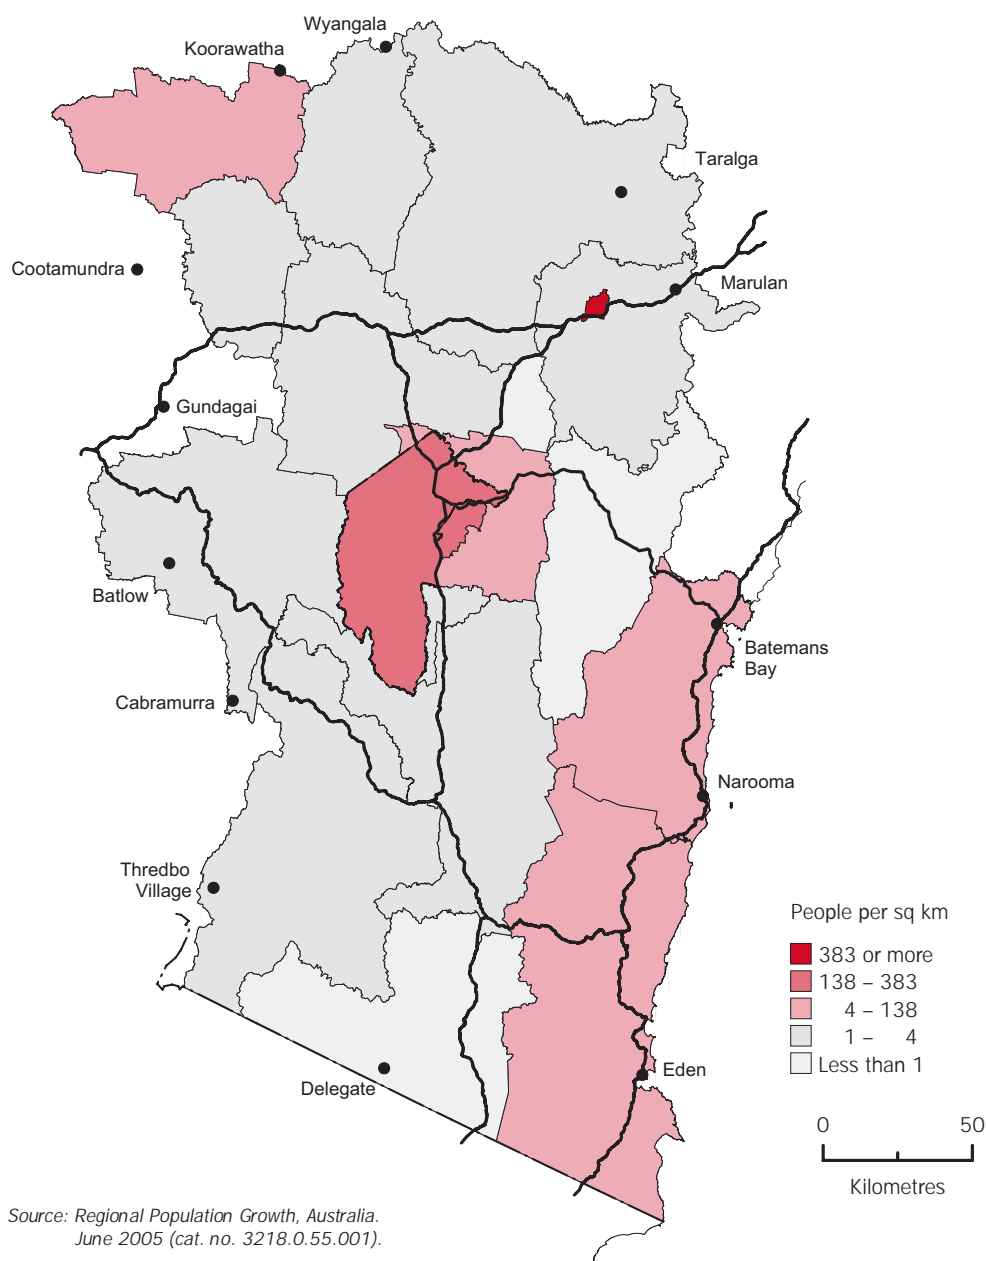 Wyangala
Koorawatha
Taralga
Cootamundra
Marulan
Gundagai
Batlow
Batemans
Bay
Cabramurra
Narooma
Thredbo
Village
People per sq km
383 or more
138 – 383
4 – 138
1 – 4
Less than 1
Eden
Delegate
0 50
Kilometres
Source: Regional Population Growth, Australia.
June 2005 (cat. no. 3218.0.55.001).